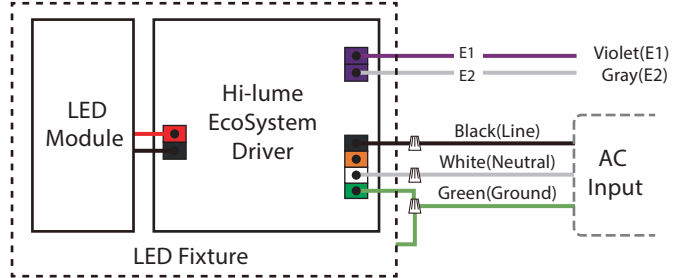 LED
Module
Hi-lume
EcoSystem
Driver
E1
Violet(E1)
E2
Gray(E2)
Black(Line)
White(Neutral)
Green(Ground)
AC
Input
LED Fixture